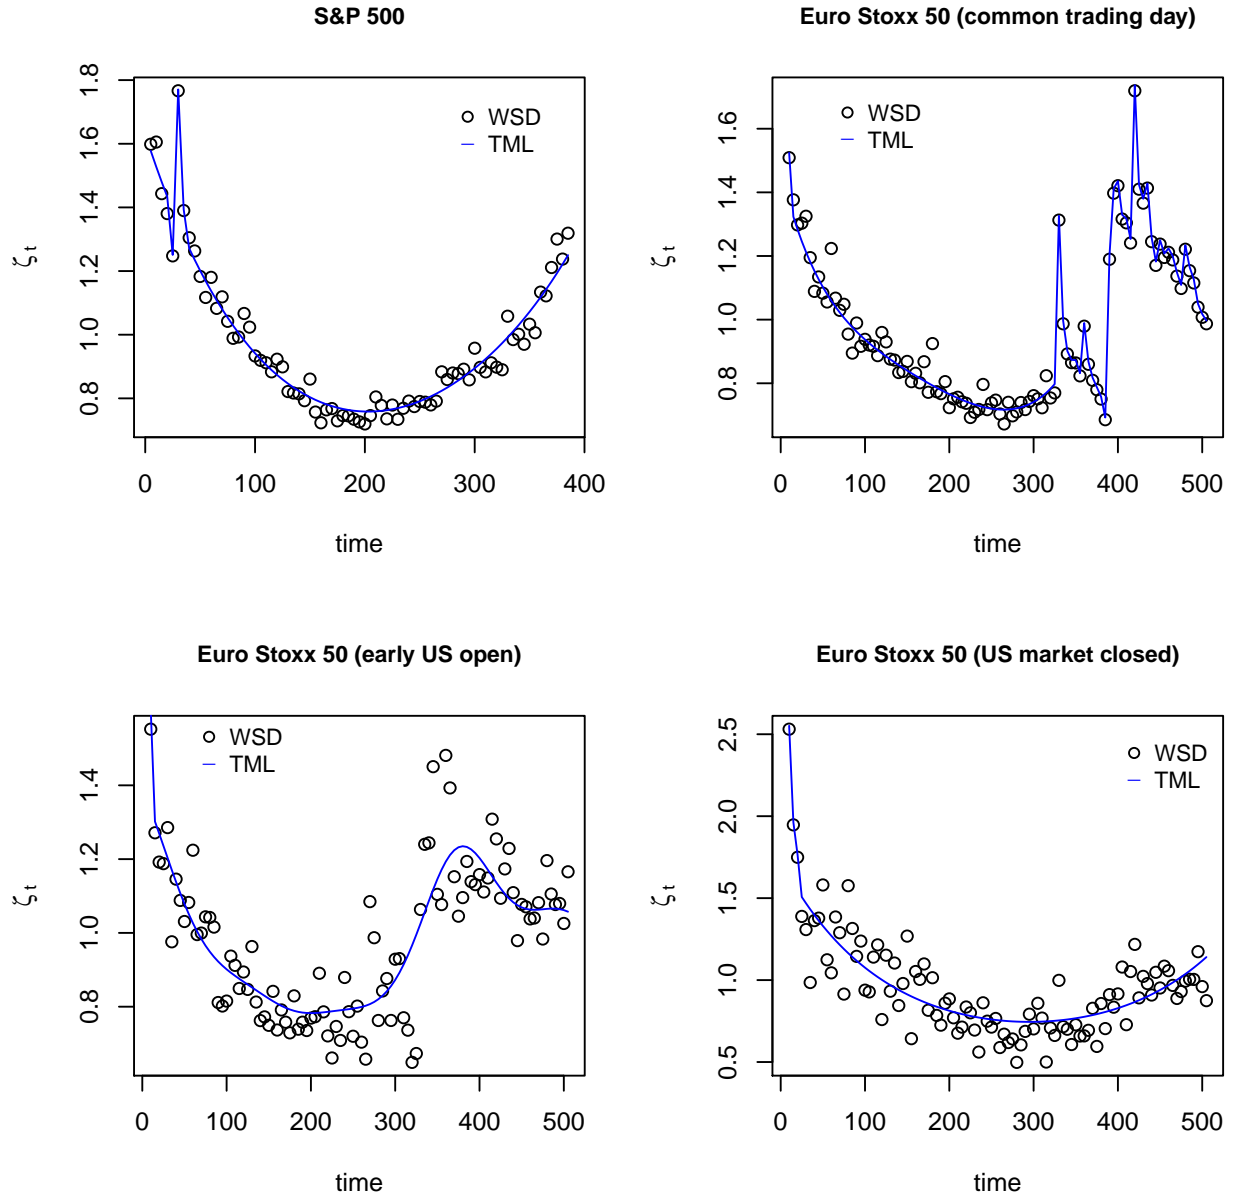 S&P 500
ζ t
1.8
1.6
1.4
1.2
1.0
0.8
WSD
TML
0 100 200 300 400
time
Euro Stoxx 50 (common trading day)
ζ t
1.6
1.4
1.2
1.0
0.8
WSD
TML
0 100 200 300 400 500
time
Euro Stoxx 50 (early US open)
ζ t
1.4
1.2
1.0
0.8
WSD
TML
0 100 200 300 400 500
time
Euro Stoxx 50 (US market closed)
ζ t
2.5
2.0
1.5
1.0
0.5
WSD
TML
0 100 200 300 400 500
time